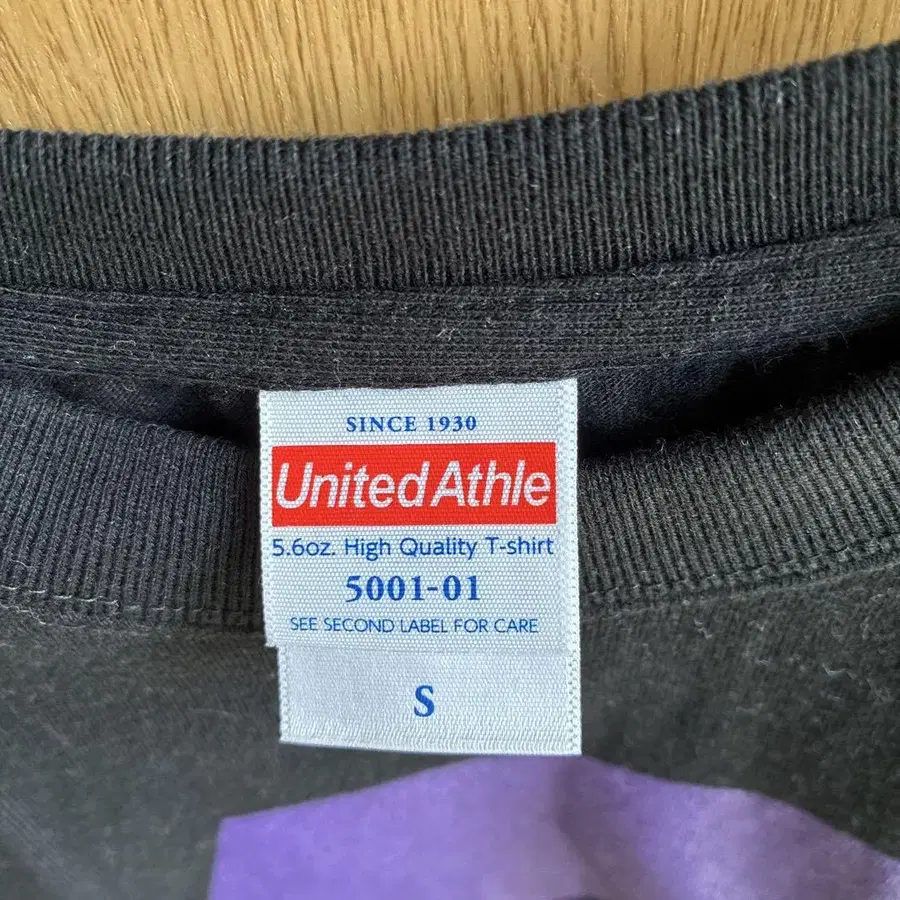 SINCE 1930
United Athle
5.6oz. High Quality T-shirt
5001-01
SEE SECOND LABEL FOR CARE
S